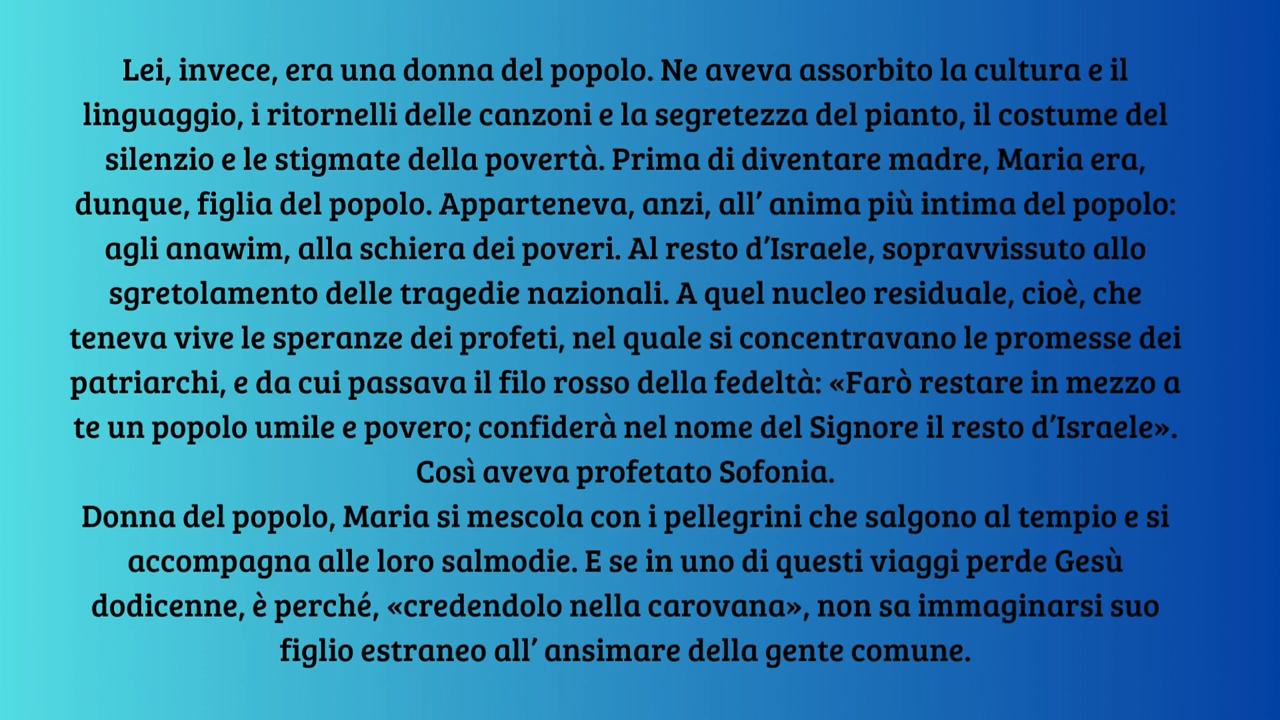 Lei, invece, era una donna del popolo. Ne aveva assorbito la cultura e il
linguaggio, i ritornelli delle canzoni e la segretezza del pianto, il costume del
silenzio e le stigmate della povertà. Prima di diventare madre, Maria era,
dunque, figlia del popolo. Apparteneva, anzi, all’ anima più intima del popolo:
agli anawim, alla schiera dei poveri. Al resto d’Israele, sopravvissuto allo
sgretolamento delle tragedie nazionali. A quel nucleo residuale, cioè, che
teneva vive le speranze dei profeti, nel quale si concentravano le promesse dei
patriarchi, e da cui passava il filo rosso della fedeltà: «Farò restare in mezzo a
te un popolo umile e povero; confiderà nel nome del Signore il resto d’Israele».
Così aveva profetato Sofonia.
Donna del popolo, Maria si mescola con i pellegrini che salgono al tempio e si
accompagna alle loro salmodie. E se in uno di questi viaggi perde Gesù
dodicenne, è perché, «credendolo nella carovana», non sa immaginarsi suo
figlio estraneo all’ ansimare della gente comune.